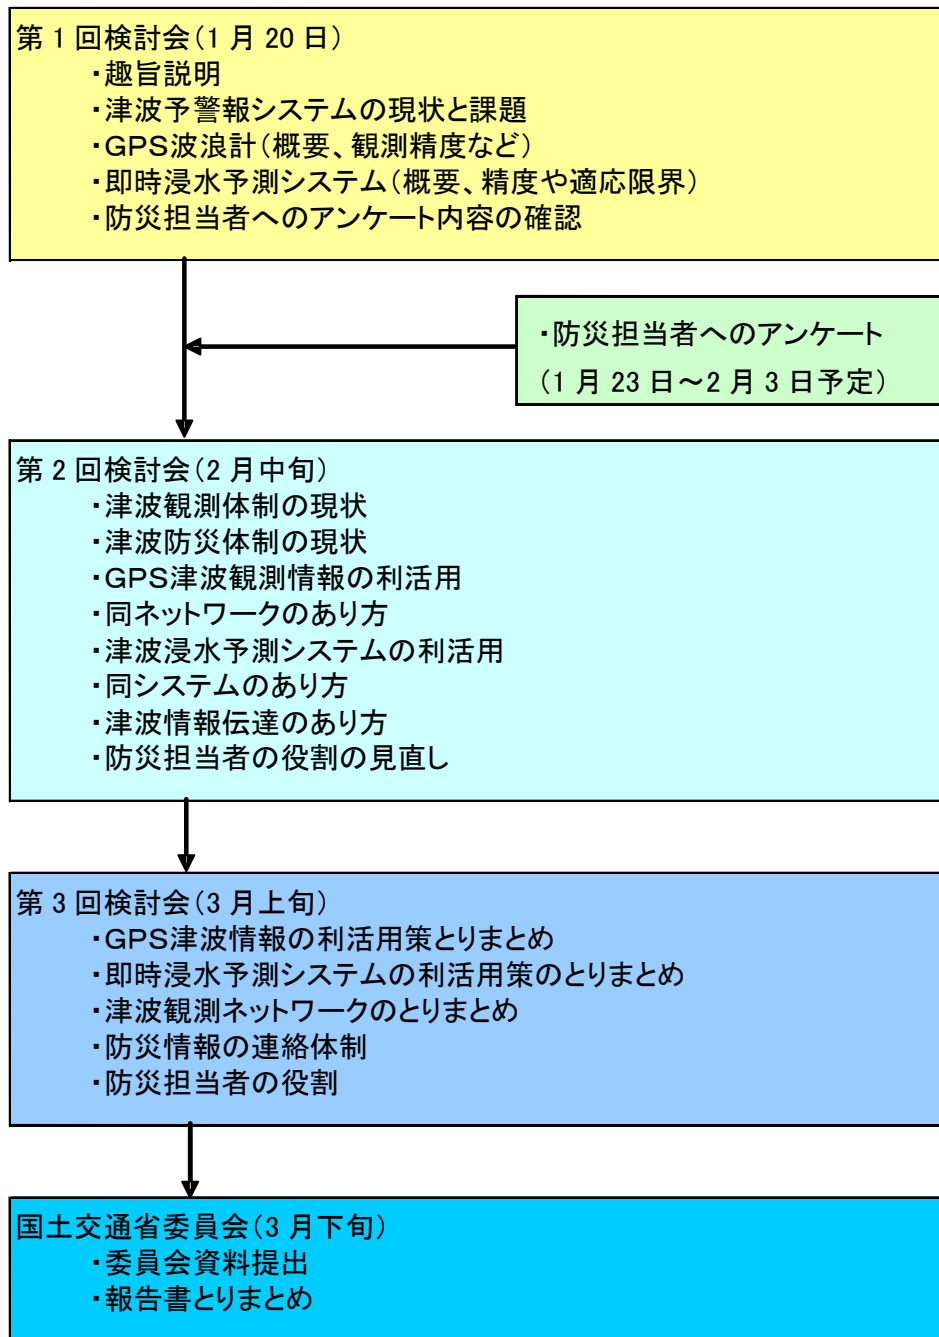 第 1 回検討会(1 月 20 日)
・趣旨説明
・津波予警報システムの現状と課題
・GPS波浪計(概要、観測精度など)
・即時浸水予測システム(概要、精度や適応限界)
・防災担当者へのアンケート内容の確認
・防災担当者へのアンケート
(1 月 23 日～2 月 3 日予定)
第 2 回検討会(2 月中旬)
・津波観測体制の現状
・津波防災体制の現状
・GPS津波観測情報の利活用
・同ネットワークのあり方
・津波浸水予測システムの利活用
・同システムのあり方
・津波情報伝達のあり方
・防災担当者の役割の見直し
第 3 回検討会(3 月上旬)
・GPS津波情報の利活用策とりまとめ
・即時浸水予測システムの利活用策のとりまとめ
・津波観測ネットワークのとりまとめ
・防災情報の連絡体制
・防災担当者の役割
国土交通省委員会(3 月下旬)
・委員会資料提出
・報告書とりまとめ